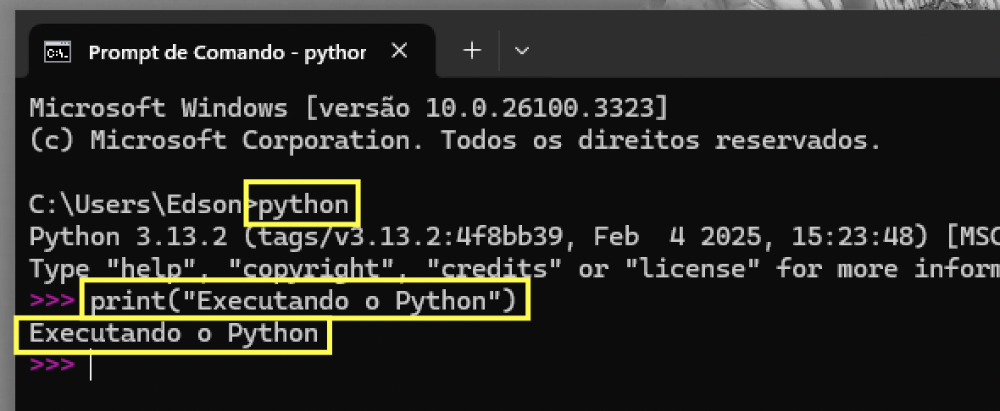 Prompt de Comando - python
Microsoft Windows [versão 10.0.26100.3323]
(c) Microsoft Corporation. Todos os direitos reservados.
C:\Users\Edson>python
Python 3.13.2 (tags/v3.13.2:4f8bb39, Feb  4 2025, 15:23:48) [MSC
Type "help", "copyright", "credits" or "license" for more inform
>>> print("Executando o Python")
Executando o Python
>>>